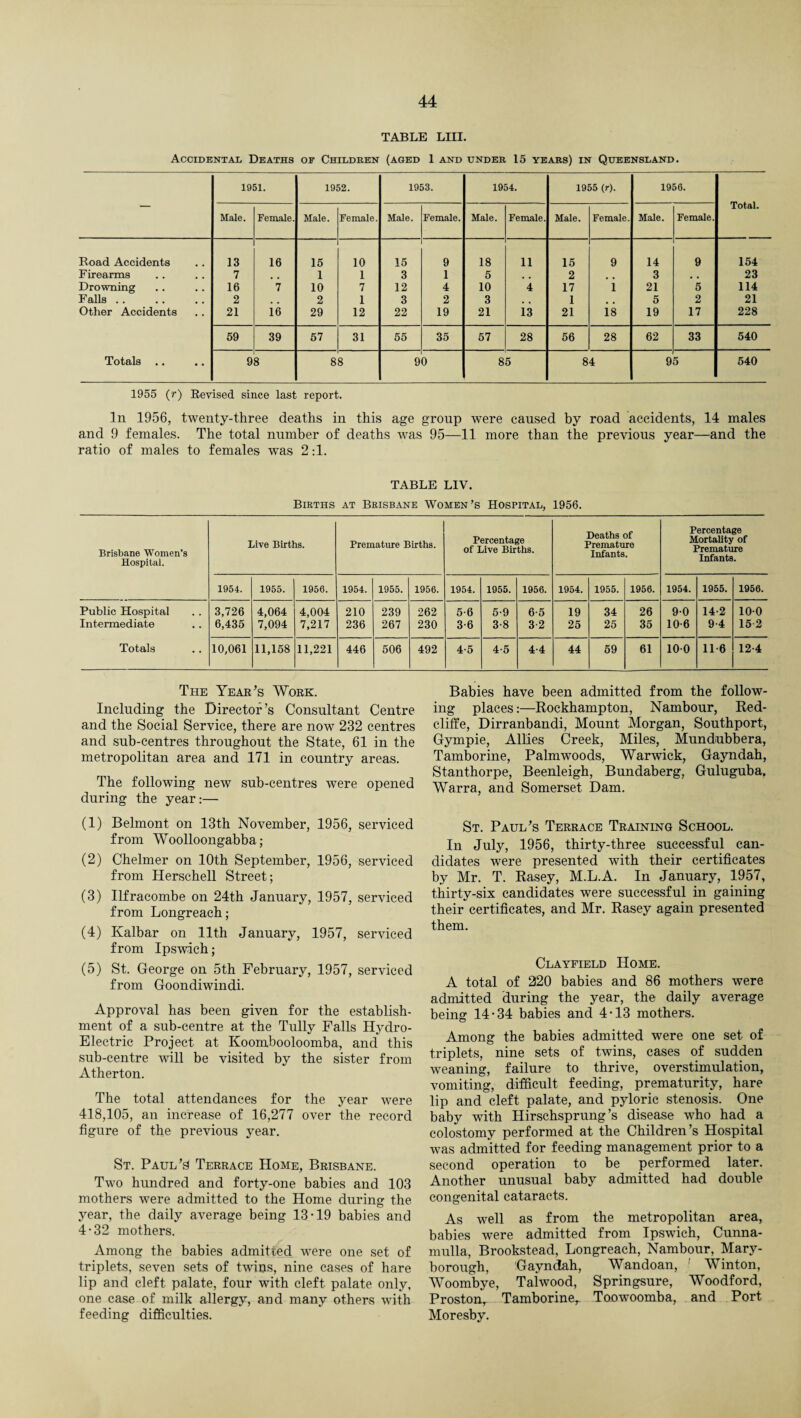 44
TABLE LIII.
Accidental Deaths of Children (aged 1 and under 15 years) in Queensland.
— 1951. 1952. 1953. 1954. 1955 (r). 1956. Total.
Male. Female. Male. Female. Male. Female. Male. Female. Male. Female. Male. Female.
Road Accidents .. 13 16 15 10 15 9 18 11 15 9 14 9 154
Firearms .. .. 7 .. 1 1 3 1 5 .. 2 .. 3 .. 23
Drowning .. .. 16 7 10 7 12 4 10 4 17 1 21 5 114
Falls .. .. .. 2 .. 2 1 3 2 3 .. 1 .. 5 2 21
Other Accidents .. 21 16 29 12 22 19 21 13 21 18 19 17 228
59 39 57 31 55 35 57 28 56 28 62 33 540
Totals .. .. 98 88 90 85 84 95 540
1955 (r) Revised since last report.
In 1956, twenty-three deaths in this age group were caused by road accidents, 14 males
and 9 females. The total number of deaths was 95—11 more than the previous year—and the
ratio of males to females was 2:1.
TABLE LIV.
Births at Brisbane Women's Hospital, 1956.
Brisbane Women's Hospital. Live Births. Premature Births. Percentage of Live Births. Deaths of Premature Infants. Percentage Mortality of Premature Infants.
1954. 1955. 1956. 1954. 1955. 1956. 1954. 1955. 1956. 1954. 1955. 1956. 1954. 1955. 1956.
Public Hospital .. 3,726 4,064 4,004 210 239 262 5·6 5·9 6·5 19 34 26 9·0 14·2 10·0
Intermediate .. 6,435 7,094 7,217 236 267 230 3·6 3·8 3·2 25 25 35 10·6 9·4 15·2
Totals .. 10,061 11,158 11,221 446 506 492 4·5 4·5 4·4 44 59 61 10·0 11·6 12·4
The Year's Work.
Including the Director's Consultant Centre
and the Social Service, there are now 232 centres
and sub-centres throughout the State, 61 in the
metropolitan area and 171 in country areas.
The following new sub-centres were opened
during the year:—
(1) Belmont on 13th November, 1956, serviced
from Woolloongabba;
(2) Chelmer on 10th September, 1956, serviced
from Herschell Street;
(3) Ilfracombe on 24th January, 1957, serviced
from Longreach;
(4) Kalbar on 11th January, 1957, serviced
from Ipswich;
(5) St. George on 5th February, 1957, serviced
from Goondiwindi.
Approval has been given for the establish-
ment of a sub-centre at the Tully Falls Hydro-
Electric Project at Koombooloomba, and this
sub-centre will be visited by the sister from
Atherton.
The total attendances for the year were
418,105, an increase of 16,277 over the record
figure of the previous year.
St. Paul's Terrace Home, Brisbane.
Two hundred and forty-one babies and 103
mothers were admitted to the Home during the
year, the daily average being 13·19 babies and
4·32 mothers.
Among the babies admitted were one set of
triplets, seven sets of twins, nine cases of hare
lip and cleft palate, four with cleft palate only,
one case of milk allergy, and many others with
feeding difficulties.
Babies have been admitted from the follow-
ing places:—Rockhampton, Nambour, Red-
cliffe, Dirranbandi, Mount Morgan, Southport,
Gympie, Allies Creek, Miles, Mundubbera,
Tamborine, Palmwoods, Warwick, Gayndah,
Stanthorpe, Beenleigh, Bundaberg, Guluguba,
Warra, and Somerset Dam.
St. Paul's Terrace Training School.
In July, 1956, thirty-three successful can-
didates were presented with their certificates
by Mr. T. Rasey, M.L.A. In January, 1957,
thirty-six candidates were successful in gaining
their certificates, and Mr. Rasey again presented
them.
Clayfield Home.
A total of 220 babies and 86 mothers were
admitted during the year, the daily average
being 14·34 babies and 4·13 mothers.
Among the babies admitted were one set of
triplets, nine sets of twins, cases of sudden
weaning, failure to thrive, overstimulation,
vomiting, difficult feeding, prematurity, hare
lip and cleft palate, and pyloric stenosis. One
baby with Hirschsprung's disease who had a
colostomy performed at the Children's Hospital
was admitted for feeding management prior to a
second operation to be performed later.
Another unusual baby admitted had double
congenital cataracts.
As well as from the metropolitan area,
babies were admitted from Ipswich, Cunna-
mulla, Brookstead, Longreach, Nambour, Mary-
borough, Gayndah, Wandoan, Winton,
Woombye, Talwood, Springsure, Woodford,
Proston, Tamborine, Toowoomba, and Port
Moresby.